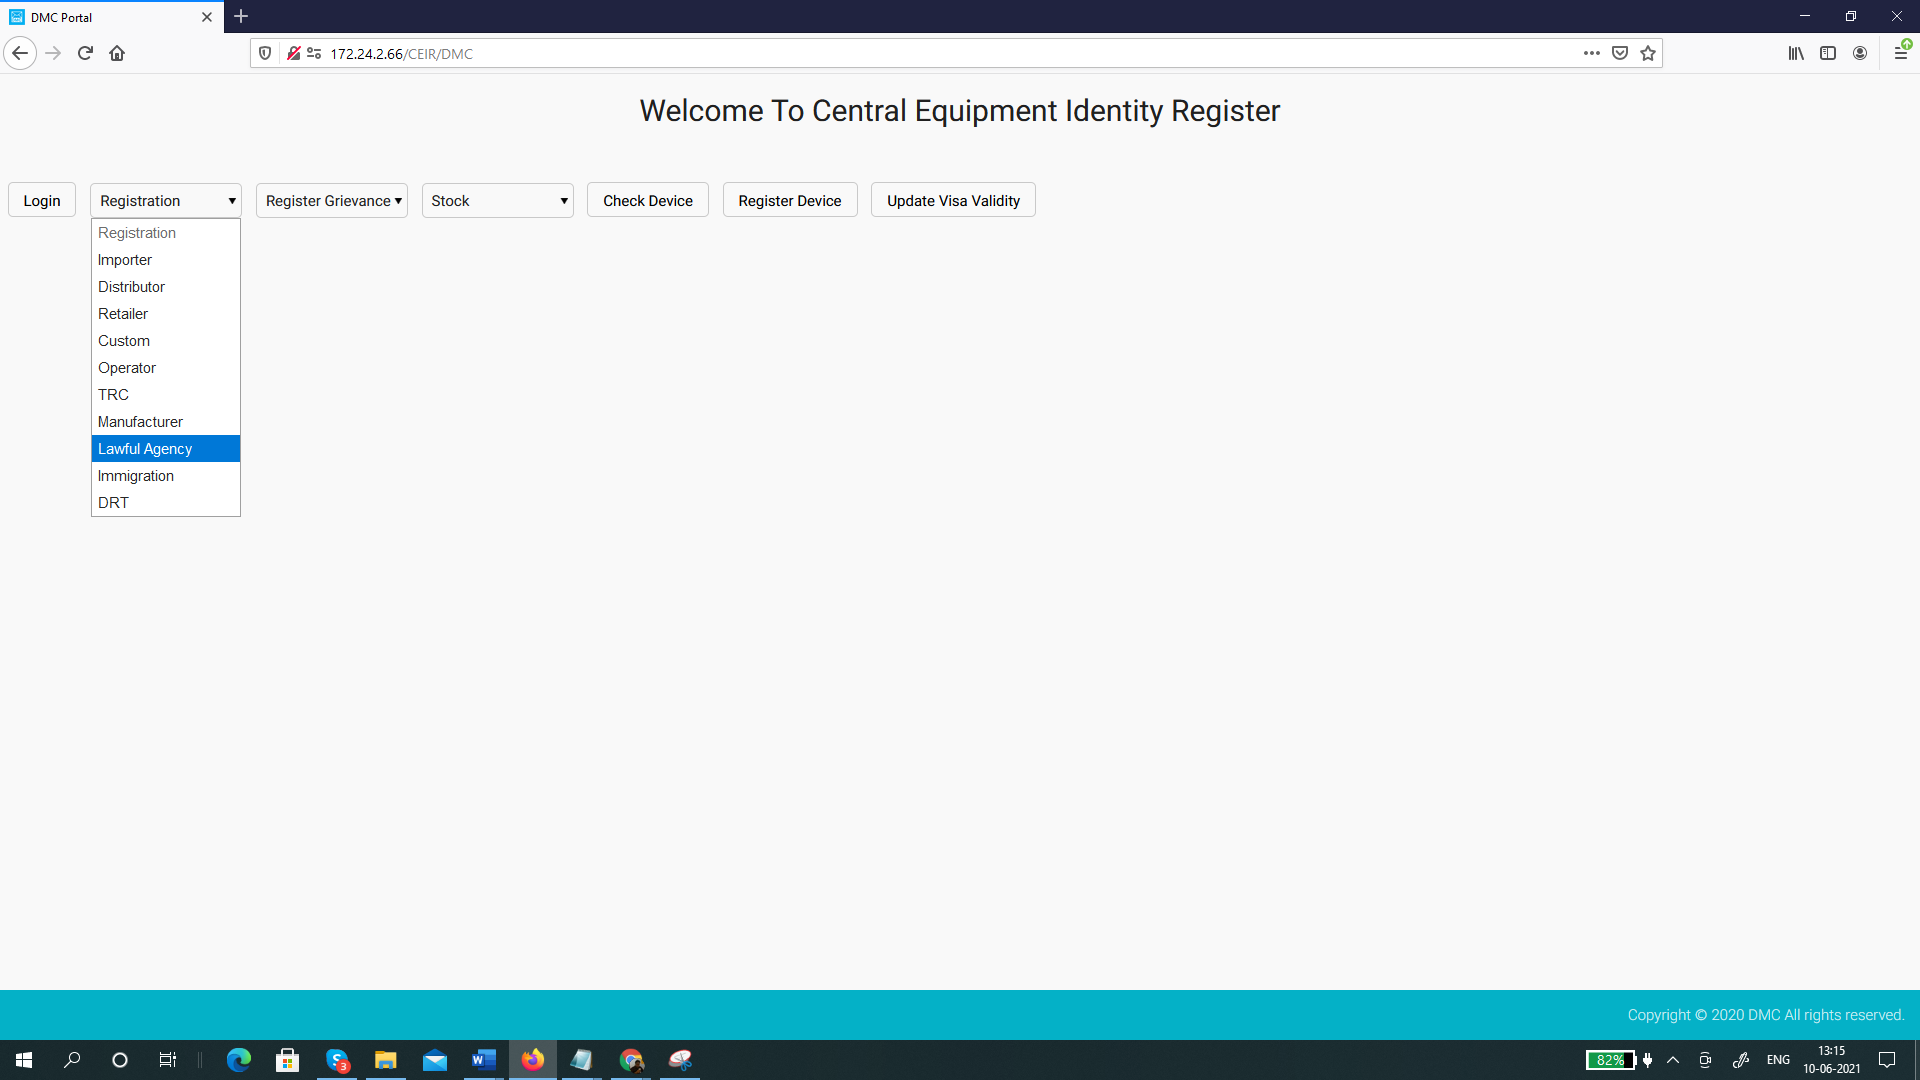 DMC Portal
172.24.2.66/CEIR/DMC
Welcome To Central Equipment Identity Register
Login
Registration
Register Grievance
Stock
Check Device
Register Device
Update Visa Validity
Registration
Importer
Distributor
Retailer
Custom
Operator
TRC
Manufacturer
Lawful Agency
Immigration
DRT
Copyright © 2020 DMC All rights reserved.
3
W
82%
ENG
13:15
10-06-2021